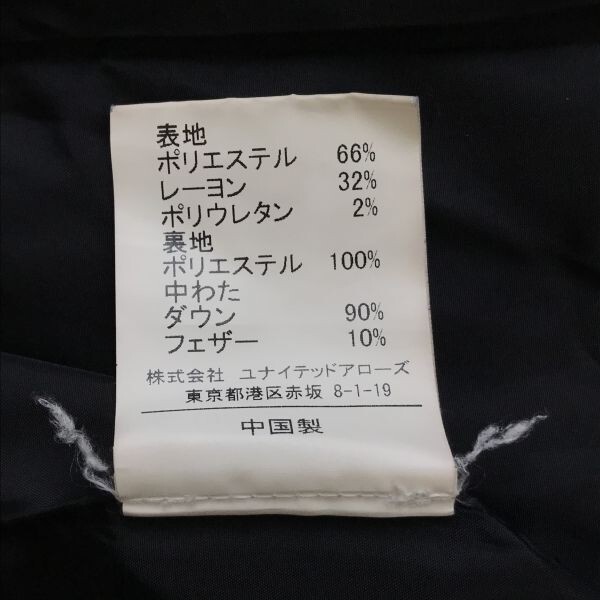 表地
ポリエステル 66%
レーヨン 32%
ポリウレタン 2%
裏地
ポリエステル 100%
中わた
ダウン 90%
フェザー 10%
株式会社 ユナイテッドアローズ
東京都港区赤坂 8-1-19
中国製